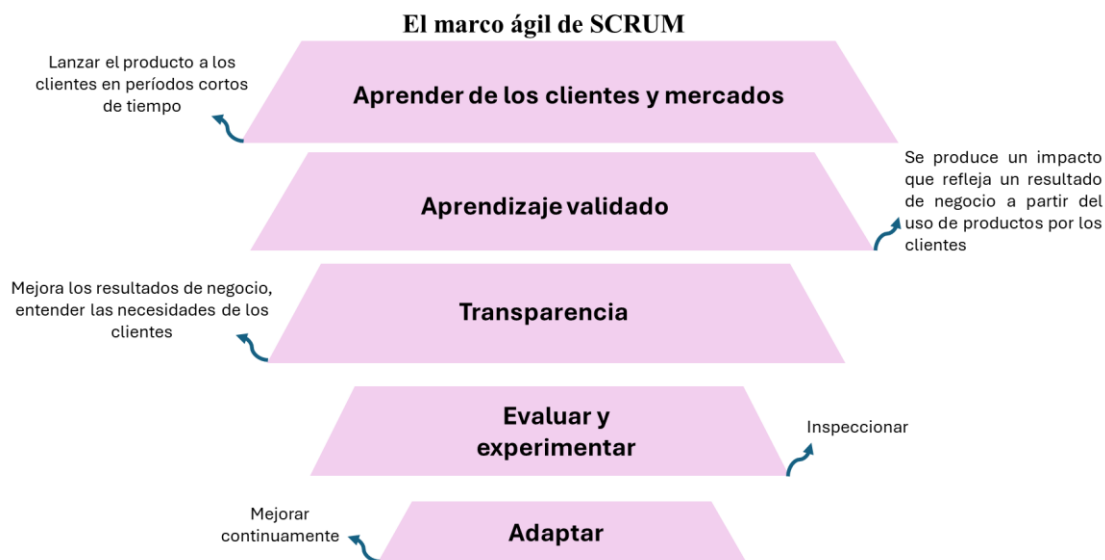 El marco ágil de SCRUM
Lanzar el producto a los
clientes en períodos cortos
de tiempo
Aprender de los clientes y mercados
Se produce un impacto
que refleja un resultado
de negocio a partir del
uso de productos por los
clientes
Aprendizaje validado
Mejora los resultados de negocio,
entender las necesidades de los
clientes
Transparencia
Evaluar y
experimentar
Inspeccionar
Mejorar
continuamente
Adaptar